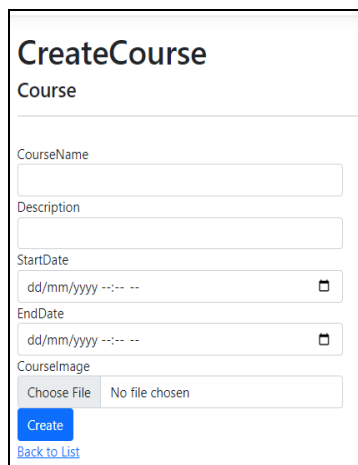 CreateCourse
Course
CourseName
Description
StartDate
dd/mm/yyyy --:-- --
EndDate
dd/mm/yyyy --:-- --
CourseImage
Choose File No file chosen
Create
Back to List